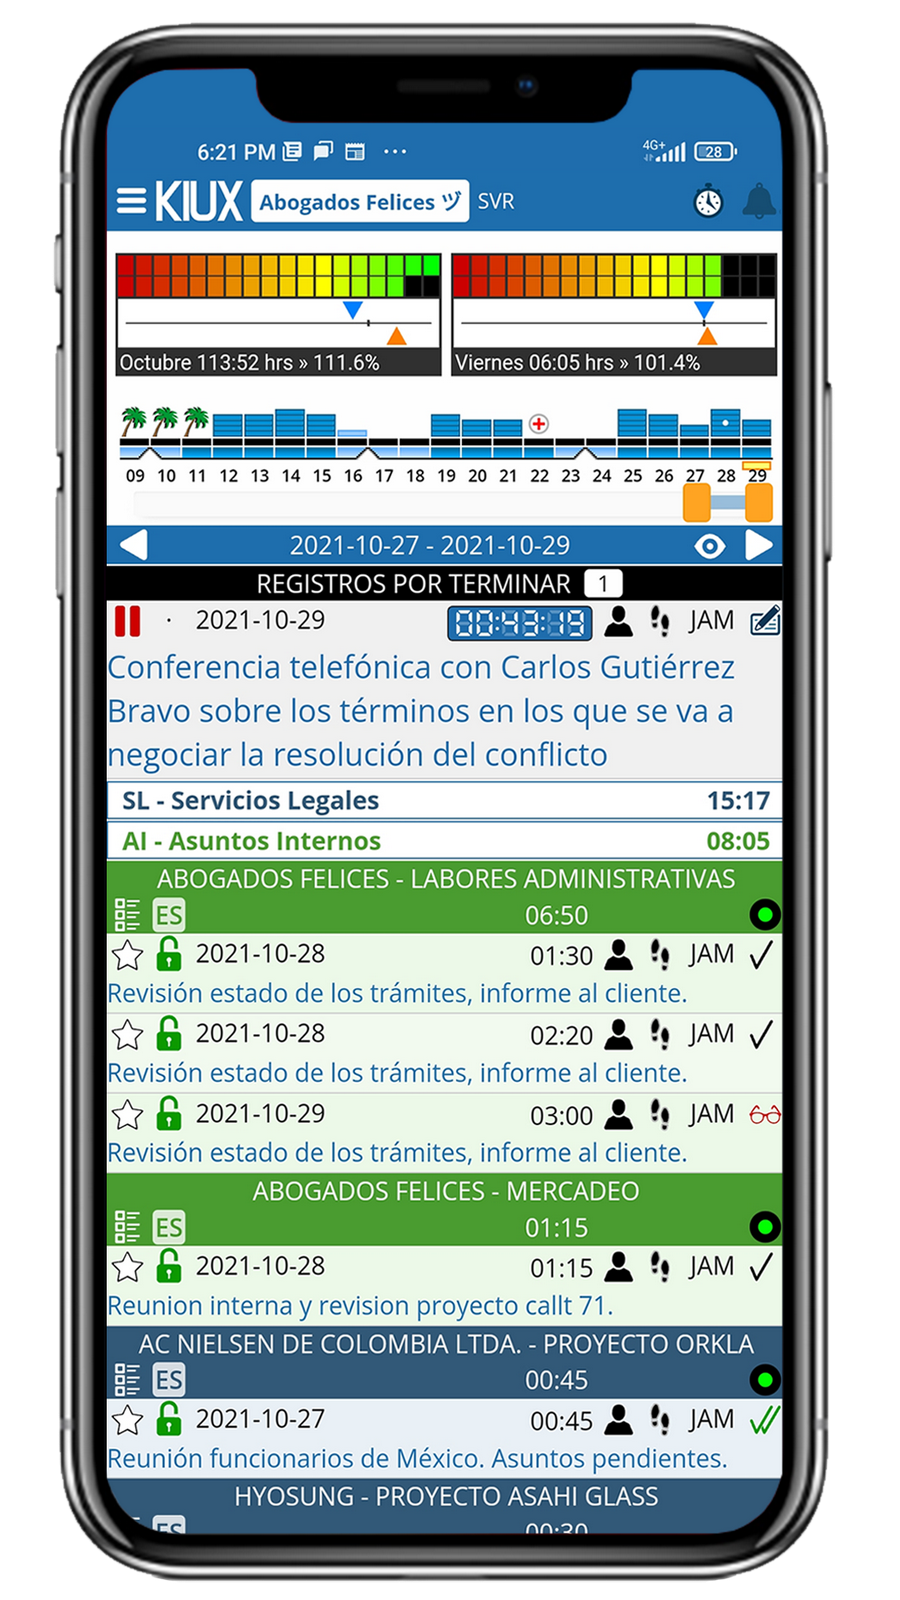 6:21 PM ... 4G+ 28
KIUX Abogados Felices ヅ SVR
Octubre 113:52 hrs » 111.6% Viernes 06:05 hrs » 101.4%
09 10 11 12 13 14 15 16 17 18 19 20 21 22 23 24 25 26 27 28 29
2021-10-27 - 2021-10-29
REGISTROS POR TERMINAR 1
· 2021-10-29 00:43:19 JAM
Conferencia telefónica con Carlos Gutiérrez
Bravo sobre los términos en los que se va a
negociar la resolución del conflicto
SL - Servicios Legales 15:17
AI - Asuntos Internos 08:05
ABOGADOS FELICES - LABORES ADMINISTRATIVAS
ES 06:50
2021-10-28 01:30 JAM
Revisión estado de los trámites, informe al cliente.
2021-10-28 02:20 JAM
Revisión estado de los trámites, informe al cliente.
2021-10-29 03:00 JAM
Revisión estado de los trámites, informe al cliente.
ABOGADOS FELICES - MERCADEO
ES 01:15
2021-10-28 01:15 JAM
Reunion interna y revision proyecto callt 71.
AC NIELSEN DE COLOMBIA LTDA. - PROYECTO ORKLA
ES 00:45
2021-10-27 00:45 JAM
Reunión funcionarios de México. Asuntos pendientes.
HYOSUNG - PROYECTO ASAHI GLASS
ES 00:30